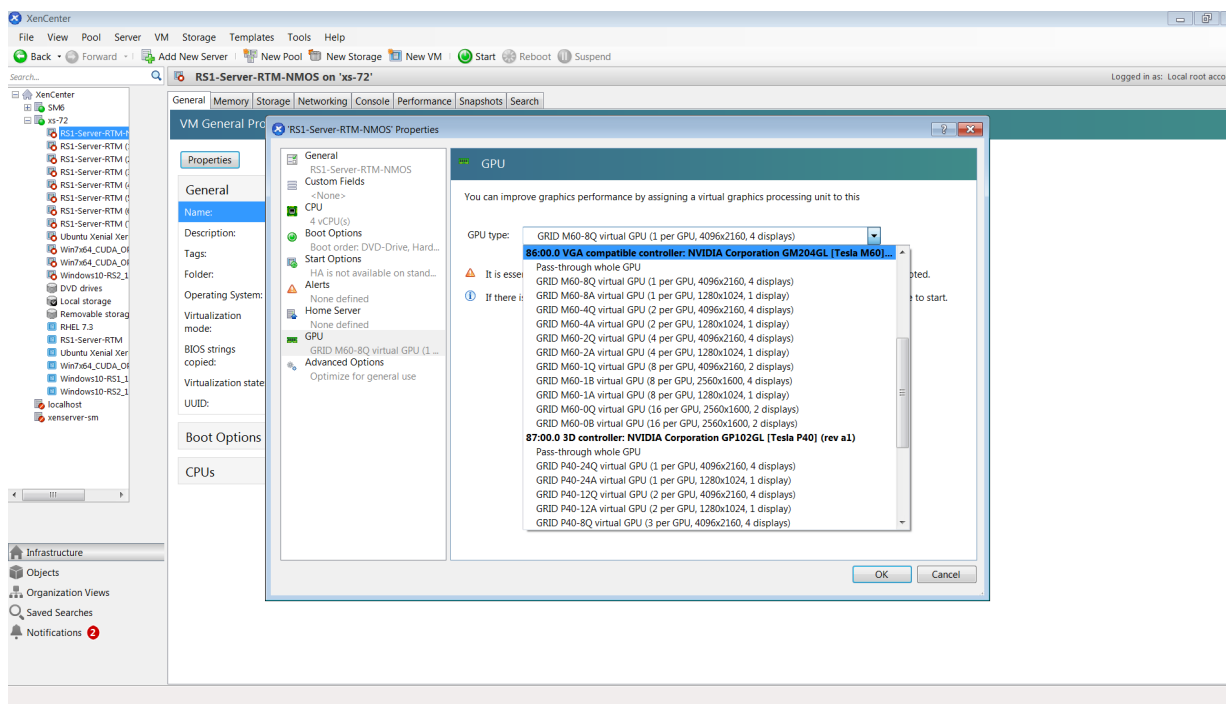 XenCenter
File View Pool Server VM Storage Templates Tools Help
Back Forward Add New Server New Pool New Storage New VM Start Reboot Suspend
Search...
RS1-Server-RTM-NMOS on 'xs-72'
Logged in as: Local root acco
XenCenter
SM6
xs-72
RS1-Server-RTM-N
RS1-Server-RTM (
RS1-Server-RTM (
RS1-Server-RTM (
RS1-Server-RTM (
RS1-Server-RTM (
RS1-Server-RTM (
RS1-Server-RTM (
Ubuntu Xenial Xer
Win7x64_CUDA_O
Win7x64_CUDA_O
Windows10-RS2_1
DVD drives
Local storage
Removable storag
RHEL 7.3
RS1-Server-RTM
Ubuntu Xenial Xer
Win7x64_CUDA_O
Windows10-RS1_1
Windows10-RS2_1
localhost
xenserver-sm
Infrastructure
Objects
Organization Views
Saved Searches
Notifications 2
General Memory Storage Networking Console Performance Snapshots Search
VM General Pro
Properties
General
Name:
Description:
Tags:
Folder:
Operating System:
Virtualization
mode:
BIOS strings
copied:
Virtualization state
UUID:
Boot Options
CPUs
'RS1-Server-RTM-NMOS' Properties
General
RS1-Server-RTM-NMOS
Custom Fields
<None>
CPU
4 vCPU(s)
Boot Options
Boot order: DVD-Drive, Hard...
Start Options
HA is not available on stand...
Alerts
None defined
Home Server
None defined
GPU
GRID M60-8Q virtual GPU (1 ...
Advanced Options
Optimize for general use
GPU
You can improve graphics performance by assigning a virtual graphics processing unit to this
GPU type: GRID M60-8Q virtual GPU (1 per GPU, 4096x2160, 4 displays)
It is esse
oted.
If there i
e to start.
86:00.0 VGA compatible controller: NVIDIA Corporation GM204GL [Tesla M60]...
Pass-through whole GPU
GRID M60-8Q virtual GPU (1 per GPU, 4096x2160, 4 displays)
GRID M60-8A virtual GPU (1 per GPU, 1280x1024, 1 display)
GRID M60-4Q virtual GPU (2 per GPU, 4096x2160, 4 displays)
GRID M60-4A virtual GPU (2 per GPU, 1280x1024, 1 display)
GRID M60-2Q virtual GPU (4 per GPU, 4096x2160, 4 displays)
GRID M60-2A virtual GPU (4 per GPU, 1280x1024, 1 display)
GRID M60-1Q virtual GPU (8 per GPU, 4096x2160, 2 displays)
GRID M60-1B virtual GPU (8 per GPU, 2560x1600, 4 displays)
GRID M60-1A virtual GPU (8 per GPU, 1280x1024, 1 display)
GRID M60-0Q virtual GPU (16 per GPU, 2560x1600, 2 displays)
GRID M60-0B virtual GPU (16 per GPU, 2560x1600, 2 displays)
87:00.0 3D controller: NVIDIA Corporation GP102GL [Tesla P40] (rev a1)
Pass-through whole GPU
GRID P40-24Q virtual GPU (1 per GPU, 4096x2160, 4 displays)
GRID P40-24A virtual GPU (1 per GPU, 1280x1024, 1 display)
GRID P40-12Q virtual GPU (2 per GPU, 4096x2160, 4 displays)
GRID P40-12A virtual GPU (2 per GPU, 1280x1024, 1 display)
GRID P40-8Q virtual GPU (3 per GPU, 4096x2160, 4 displays)
OK Cancel